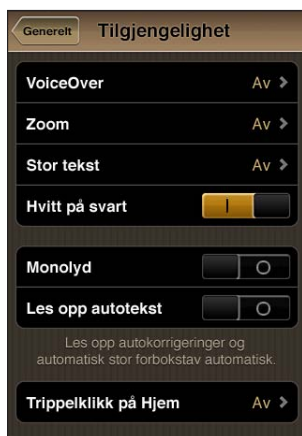 Generelt Tilgjengelighet
VoiceOver Av
Zoom Av
Stor tekst Av
Hvitt på svart
Monolyd
Les opp autotekst
Les opp autokorrigeringer og
automatisk stor forbokstav automatisk.
Trippelklikk på Hjem Av